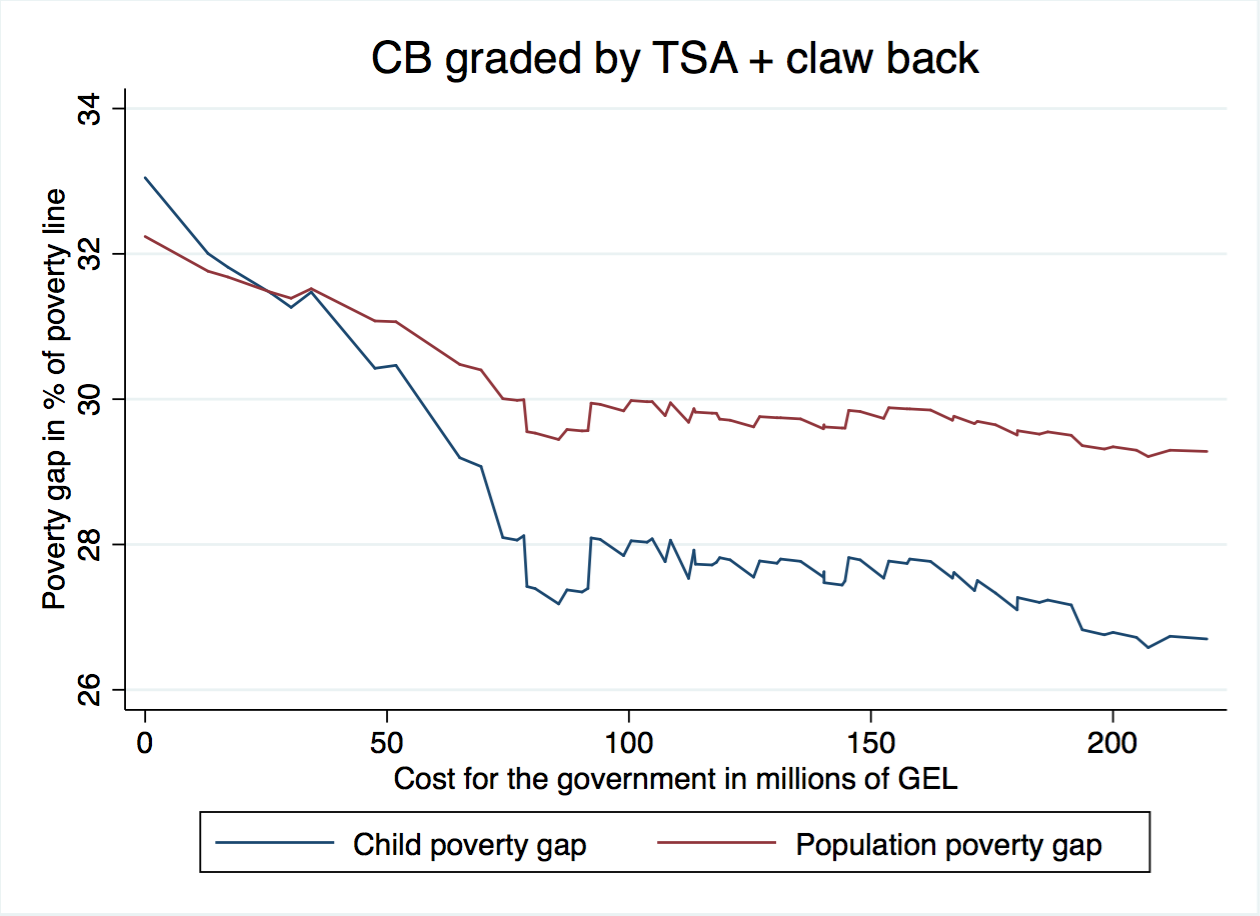 CB graded by TSA + claw back
Poverty gap in % of poverty line
34
32
30
28
26
0 50 100 150 200
Cost for the government in millions of GEL
Child poverty gap Population poverty gap